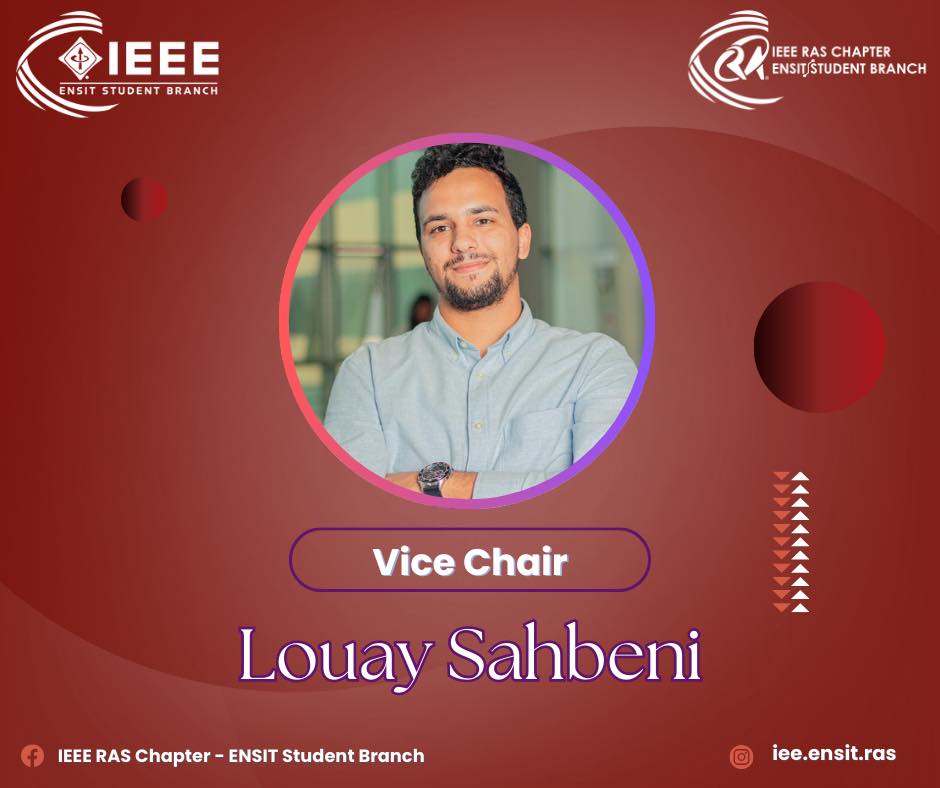 IEEE
ENSIT STUDENT BRANCH
RA
IEEE RAS CHAPTER
ENSIT STUDENT BRANCH
Vice Chair
Louay Sahbeni
IEEE RAS Chapter - ENSIT Student Branch
iee.ensit.ras